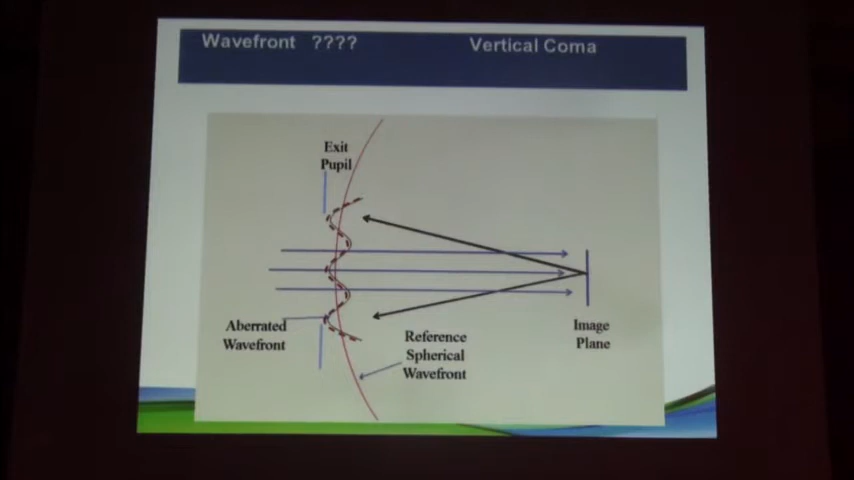 Wavefront ???? Vertical Coma
Exit
Pupil
Aberrated
Wavefront
Reference
Spherical
Wavefront
Image
Plane